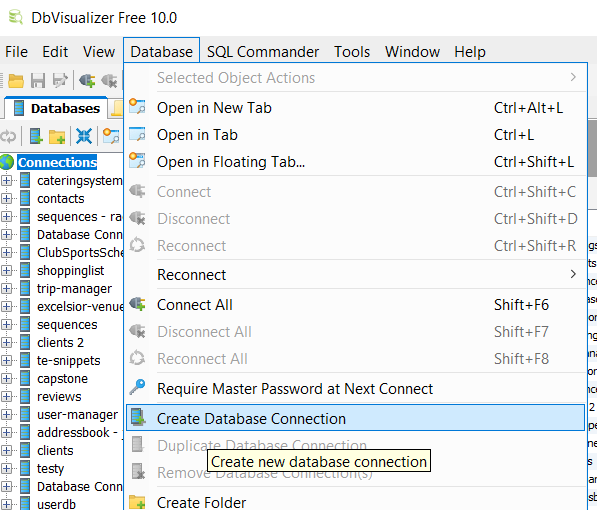 DbVisualizer Free 10.0
File Edit View Database SQL Commander Tools Window Help
Selected Object Actions
Databases
Open in New Tab Ctrl+Alt+L
Open in Tab Ctrl+L
Open in Floating Tab... Ctrl+Shift+L
Connections
cateringsystem
Connect Ctrl+Shift+C
contacts
sequences - ra
Disconnect Ctrl+Shift+D
Database Conn
Reconnect Ctrl+Shift+R
ClubSportsSche
shoppinglist
Reconnect
trip-manager
excelsior-venue
Connect All Shift+F6
sequences
Disconnect All Shift+F7
clients 2
te-snippets
Reconnect All Shift+F8
capstone
Require Master Password at Next Connect
reviews
user-manager
Create Database Connection
addressbook -
clients
Duplicate Database Connection
Create new database connection
testy
Remove Database Connection(s)
Database Conn
userdb
Create Folder